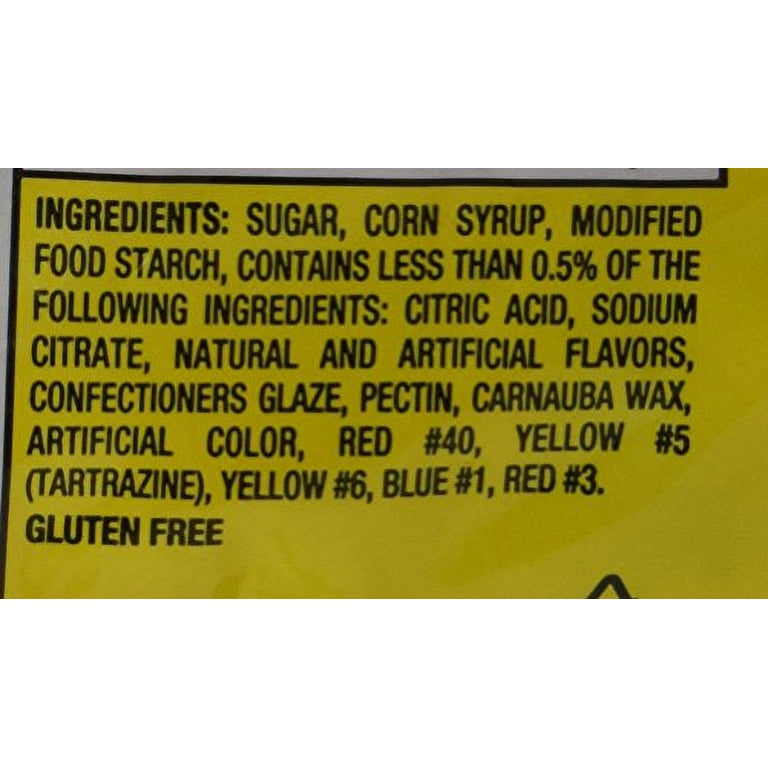 INGREDIENTS: SUGAR, CORN SYRUP, MODIFIED
FOOD STARCH, CONTAINS LESS THAN 0.5% OF THE
FOLLOWING INGREDIENTS: CITRIC ACID, SODIUM
CITRATE, NATURAL AND ARTIFICIAL FLAVORS,
CONFECTIONERS GLAZE, PECTIN, CARNAUBA WAX,
ARTIFICIAL COLOR, RED #40, YELLOW #5
(TARTRAZINE), YELLOW #6, BLUE #1, RED #3.
GLUTEN FREE